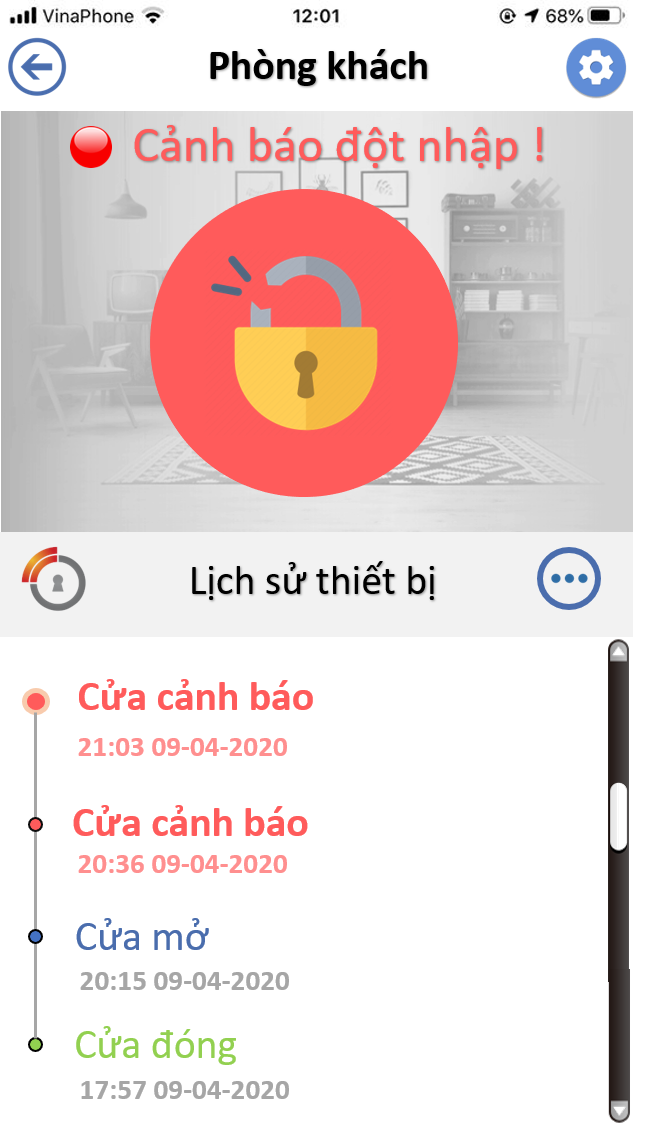 VinaPhone 12:01 68%
Phòng khách
Cảnh báo đột nhập !
Lịch sử thiết bị
Cửa cảnh báo
21:03 09-04-2020
Cửa cảnh báo
20:36 09-04-2020
Cửa mở
20:15 09-04-2020
Cửa đóng
17:57 09-04-2020